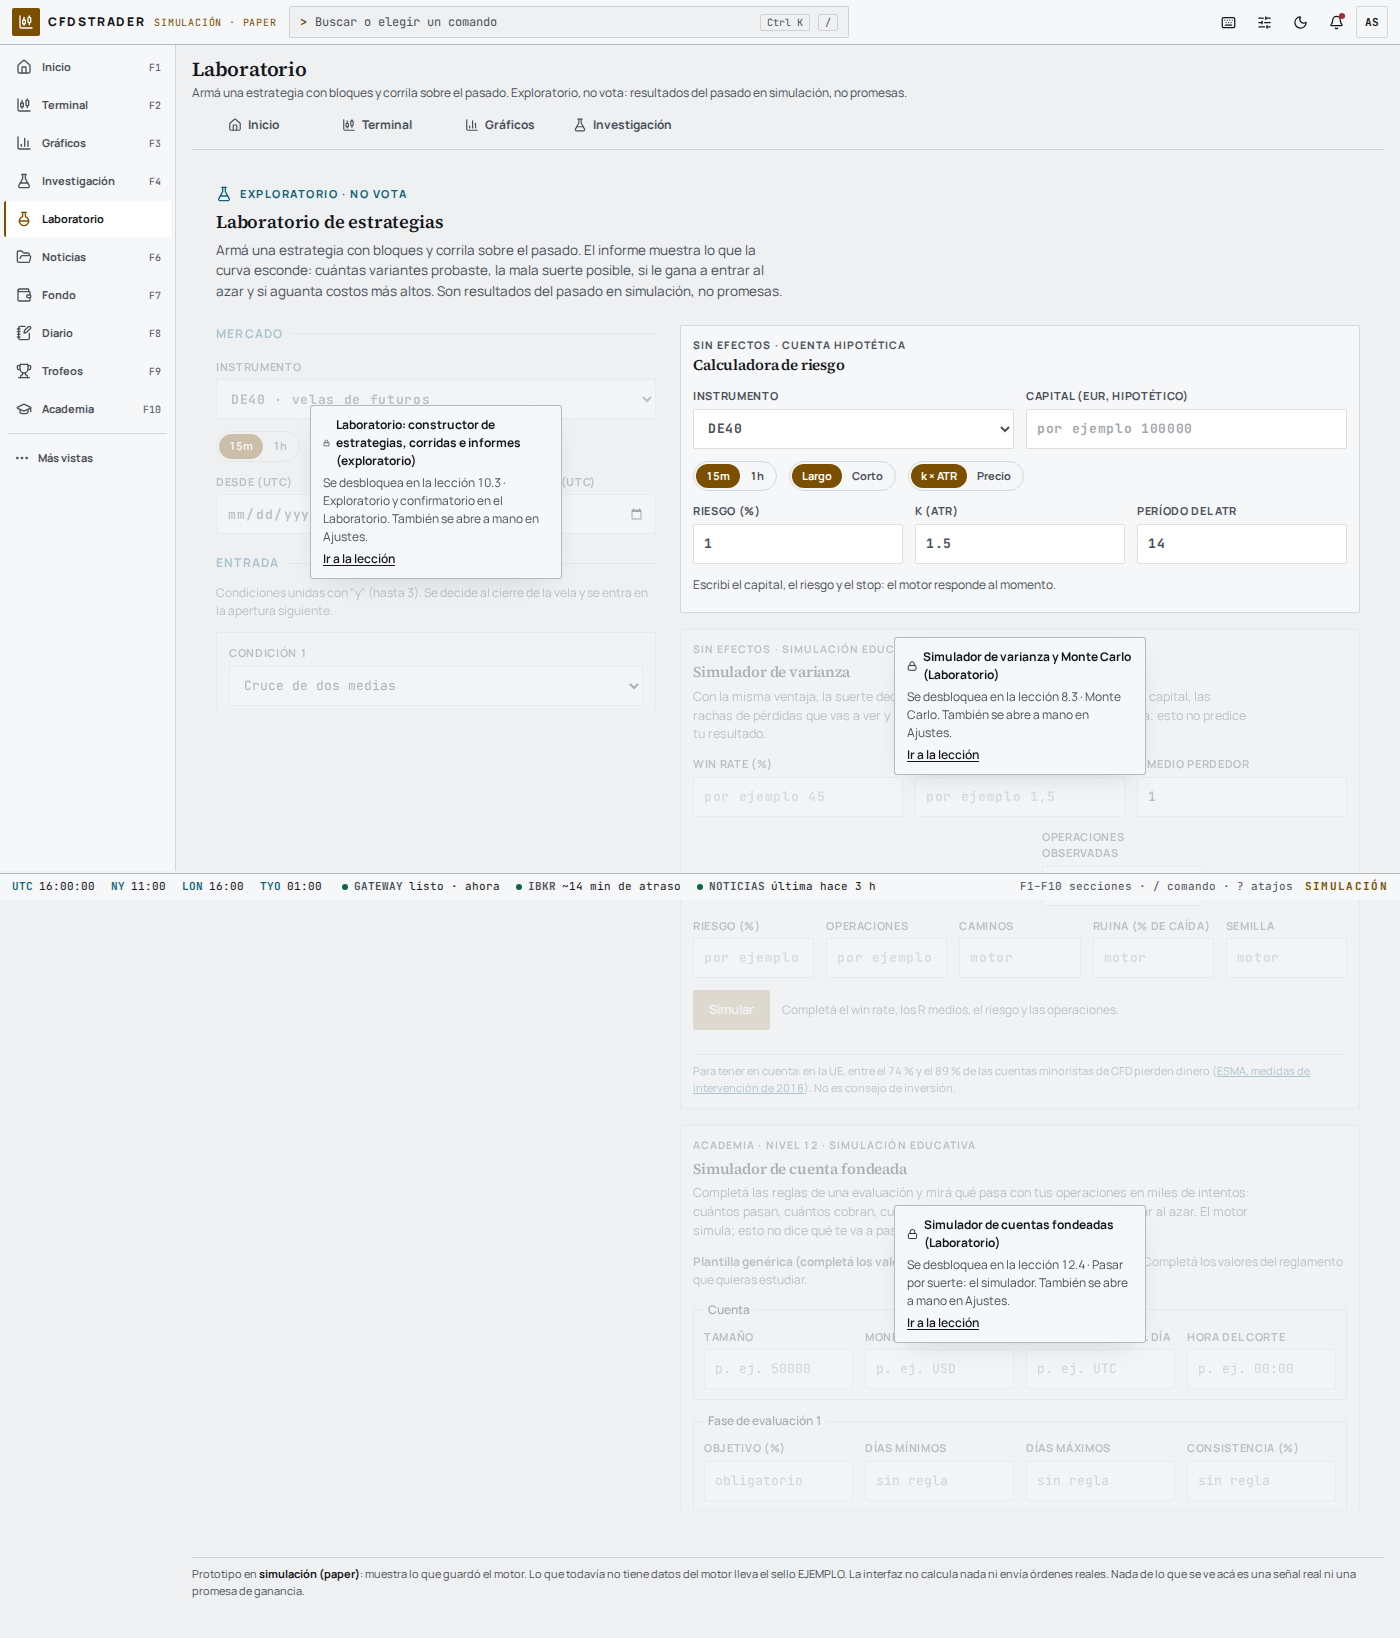 CFDSTRADER SIMULACIÓN · PAPER
> Buscar o elegir un comando Ctrl K /
AS
Inicio F1
Terminal F2
Gráficos F3
Investigación F4
Laboratorio
Noticias F6
Fondo F7
Diario F8
Trofeos F9
Academia F10
Más vistas
Laboratorio
Armá una estrategia con bloques y corrila sobre el pasado. Exploratorio, no vota: resultados del pasado en simulación, no promesas.
Inicio Terminal Gráficos Investigación
EXPLORATORIO · NO VOTA
Laboratorio de estrategias
Armá una estrategia con bloques y corrila sobre el pasado. El informe muestra lo que la
curva esconde: cuántas variantes probaste, la mala suerte posible, si le gana a entrar al
azar y si aguanta costos más altos. Son resultados del pasado en simulación, no promesas.
MERCADO
INSTRUMENTO
DE40 · velas de futuros
15m 1h
DESDE (UTC)
(UTC)
mm/dd/yyy
Laboratorio: constructor de
estrategias, corridas e informes
(exploratorio)
Se desbloquea en la lección 10.3 ·
Exploratorio y confirmatorio en el
Laboratorio. También se abre a mano en
Ajustes.
Ir a la lección
ENTRADA
Condiciones unidas con "y" (hasta 3). Se decide al cierre de la vela y se entra en
la apertura siguiente.
CONDICIÓN 1
Cruce de dos medias
SIN EFECTOS · CUENTA HIPOTÉTICA
Calculadora de riesgo
INSTRUMENTO CAPITAL (EUR, HIPOTÉTICO)
DE40 por ejemplo 100000
15m 1h Largo Corto k × ATR Precio
RIESGO (%) K (ATR) PERÍODO DEL ATR
1 1.5 14
Escribí el capital, el riesgo y el stop: el motor responde al momento.
SIN EFECTOS · SIMULACIÓN EDUC
Simulador de varianza
Con la misma ventaja, la suerte dec capital, las
rachas de pérdidas que vas a ver y a; esto no predice
tu resultado.
Simulador de varianza y Monte Carlo
(Laboratorio)
Se desbloquea en la lección 8.3 · Monte
Carlo. También se abre a mano en
Ajustes.
Ir a la lección
WIN RATE (%) MEDIO PERDEDOR
por ejemplo 45 por ejemplo 1,5 1
OPERACIONES
OBSERVADAS
RIESGO (%) OPERACIONES CAMINOS RUINA (% DE CAÍDA) SEMILLA
por ejemplo por ejemplo motor motor motor
Simular Completá el win rate, los R medios, el riesgo y las operaciones.
Para tener en cuenta: en la UE, entre el 74 % y el 89 % de las cuentas minoristas de CFD pierden dinero (ESMA, medidas de
intervención de 2018). No es consejo de inversión.
ACADEMIA · NIVEL 12 · SIMULACIÓN EDUCATIVA
Simulador de cuenta fondeada
Completá las reglas de una evaluación y mirá qué pasa con tus operaciones en miles de intentos:
cuántos pasan, cuántos cobran, cu ar al azar. El motor
simula; esto no dice qué te va a pas
Plantilla genérica (completá los valo Completá los valores del reglamento
que quieras estudiar.
Simulador de cuentas fondeadas
(Laboratorio)
Se desbloquea en la lección 12.4 · Pasar
por suerte: el simulador. También se abre
a mano en Ajustes.
Ir a la lección
Cuenta
TAMAÑO MONE DÍA HORA DEL CORTE
p. ej. 50000 p. ej. USD p. ej. UTC p. ej. 00:00
Fase de evaluación 1
OBJETIVO (%) DÍAS MÍNIMOS DÍAS MÁXIMOS CONSISTENCIA (%)
obligatorio sin regla sin regla sin regla
UTC 16:00:00 NY 11:00 LON 16:00 TYO 01:00 GATEWAY listo · ahora IBKR ~14 min de atraso NOTICIAS última hace 3 h F1–F10 secciones · / comando · ? atajos SIMULACIÓN
Prototipo en simulación (paper): muestra lo que guardó el motor. Lo que todavía no tiene datos del motor lleva el sello EJEMPLO. La interfaz no calcula nada ni envía órdenes reales. Nada de lo que se ve acá es una señal real ni una
promesa de ganancia.